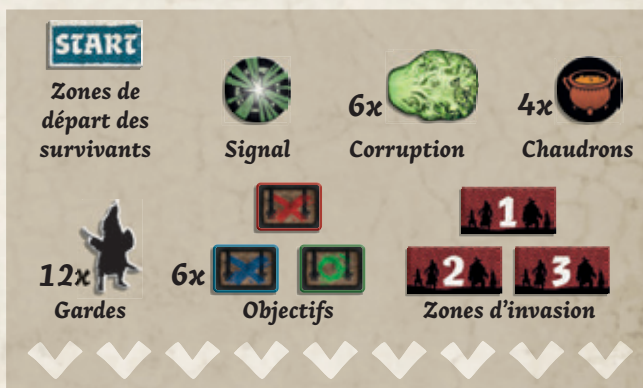 START
Zones de
départ des
survivants
Signal
6x
Corruption
4x
Chaudrons
12x
Gardes
6x
Objectifs
1
2
3
Zones d'invasion